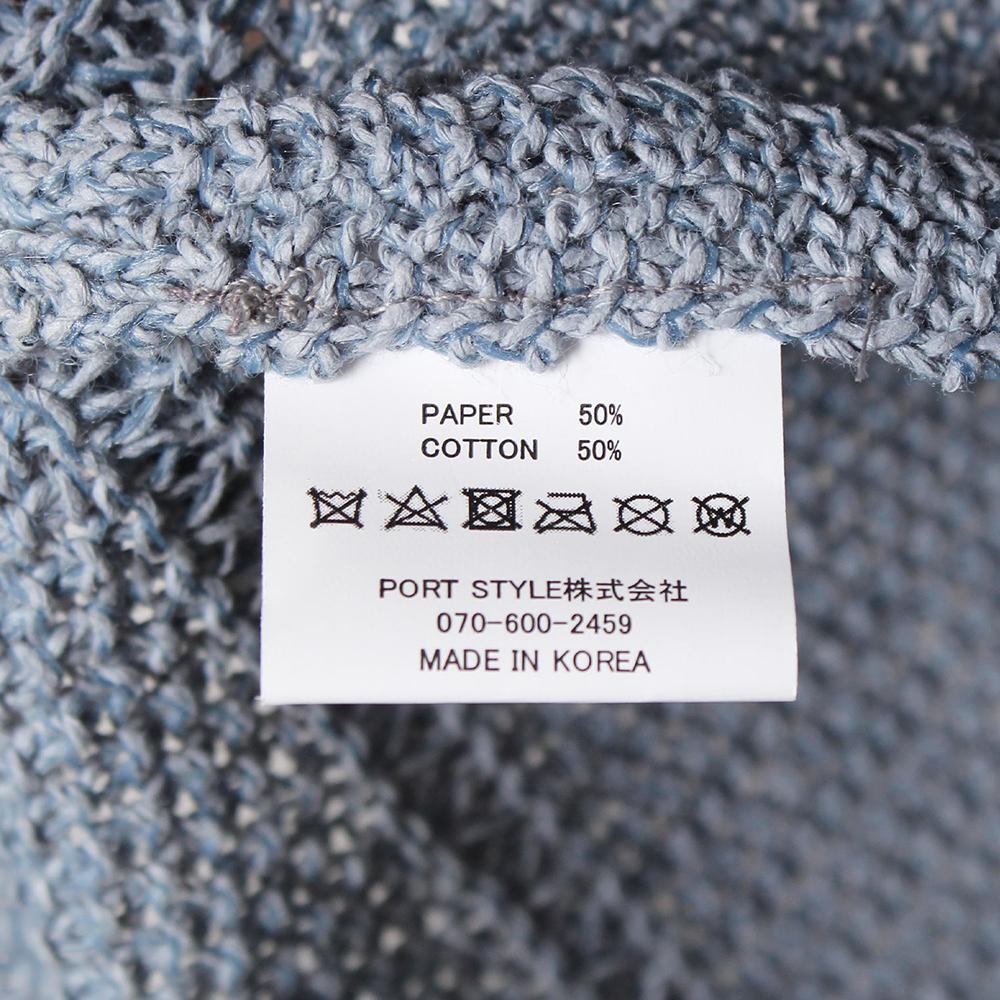 PAPER 50%
COTTON 50%
PORT STYLE株式会社
070-600-2459
MADE IN KOREA